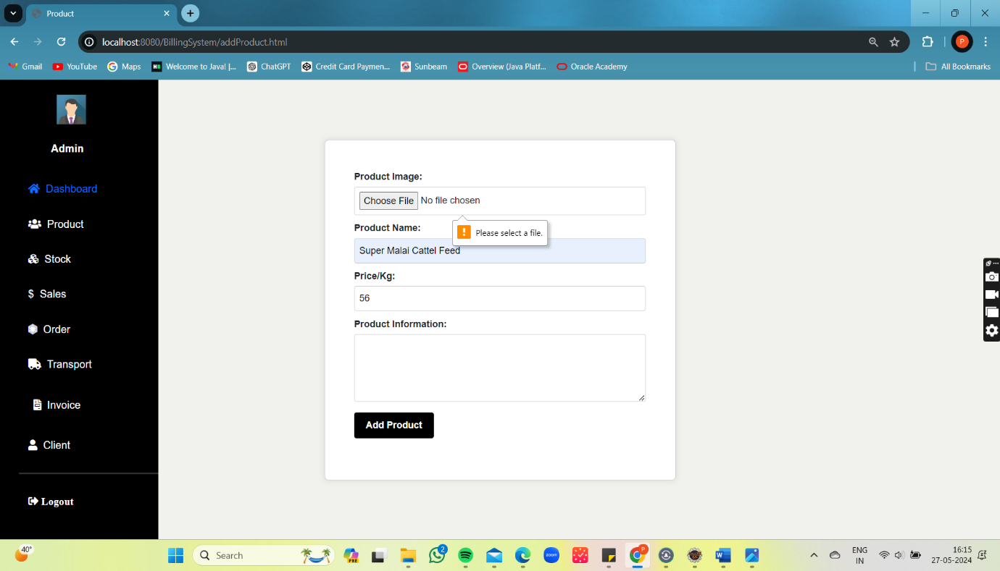 Product
localhost:8080/BillingSystem/addProduct.html
P
Gmail
YouTube
Maps
Welcome to Java! |...
ChatGPT
Credit Card Paymen...
Sunbeam
Overview (Java Platf...
Oracle Academy
All Bookmarks
Admin
Dashboard
Product
Stock
$ Sales
Order
Transport
Invoice
Client
Logout
Product Image:
Choose File No file chosen
Please select a file.
Product Name:
Super Malai Cattel Feed
Price/Kg:
56
Product Information:
Add Product
40°
Search
PRE
2
zoom
P
W
ENG
IN
16:15
27-05-2024